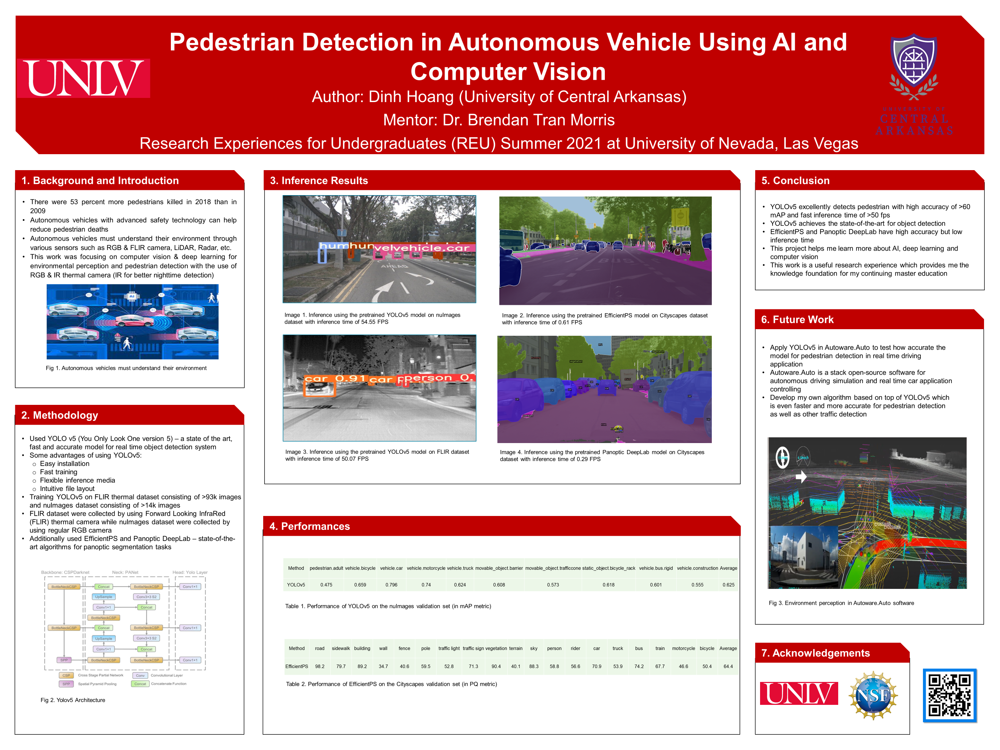 Pedestrian Detection in Autonomous Vehicle Using AI and
Computer Vision
Author: Dinh Hoang (University of Central Arkansas)
Mentor: Dr. Brendan Tran Morris
Research Experiences for Undergraduates (REU) Summer 2021 at University of Nevada, Las Vegas
UNLV
UNIVERSITY OF
CENTRAL
ARKANSAS
1. Background and Introduction
• There were 53 percent more pedestrians killed in 2018 than in
2009
• Autonomous vehicles with advanced safety technology can help
reduce pedestrian deaths
• Autonomous vehicles must understand their environment through
various sensors such as RGB & FLIR camera, LiDAR, Radar, etc.
• This work was focusing on computer vision & deep learning for
environmental perception and pedestrian detection with the use of
RGB & IR thermal camera (IR for better nighttime detection)
AI
Fig 1. Autonomous vehicles must understand their environment
2. Methodology
• Used YOLO v5 (You Only Look One version 5) – a state of the art,
fast and accurate model for real time object detection system
• Some advantages of using YOLOv5:
o Easy installation
o Fast training
o Flexible inference media
o Intuitive file layout
• Training YOLOv5 on FLIR thermal dataset consisting of >93k images
and nuImages dataset consisting of >14k images
• FLIR dataset were collected by using Forward Looking InfraRed
(FLIR) thermal camera while nuImages dataset were collected by
using regular RGB camera
• Additionally used EfficientPS and Panoptic DeepLab – state-of-the-
art algorithms for panoptic segmentation tasks
Backbone: CSPDarknet Neck: PANet Head: Yolo Layer
BottleNeckCSP Concat BottleNeckCSP Conv1×1
UpSample Conv3×3 S2
Conv1×1 Concat
BottleNeckCSP
BottleNeckCSP Concat BottleNeckCSP Conv1×1
UpSample Conv3×3 S2
Conv1×1 Concat
SPP BottleNeckCSP BottleNeckCSP Conv1×1
CSP Cross Stage Partial Network Conv Convolutional Layer
SPP Spatial Pyramid Pooling Concat Concatenate Function
Fig 2. Yolov5 Architecture
3. Inference Results
humhunvelvehicle.car
AHEAD
Image 1. Inference using the pretrained YOLOv5 model on nuImages
dataset with inference time of 54.55 FPS
BUS
Image 2. Inference using the pretrained EfficientPS model on Cityscapes dataset
with inference time of 0.61 FPS
car 0.91 car pperson 0.
Image 3. Inference using the pretrained YOLOv5 model on FLIR dataset
with inference time of 50.07 FPS
sky
vegetation
building
vegetation
truck
car
car
car
car
car
car
sidewalk
road
traffic sign
Image 4. Inference using the pretrained Panoptic DeepLab model on Cityscapes
dataset with inference time of 0.29 FPS
4. Performances
Method pedestrian.adult vehicle.bicycle vehicle.car vehicle.motorcycle vehicle.truck movable_object.barrier movable_object.trafficcone static_object.bicycle_rack vehicle.bus.rigid vehicle.construction Average
YOLOv5 0.475 0.659 0.796 0.74 0.624 0.608 0.573 0.618 0.601 0.555 0.625
Table 1. Performance of YOLOv5 on the nuImages validation set (in mAP metric)
Method road sidewalk building wall fence pole traffic light traffic sign vegetation terrain sky person rider car truck bus train motorcycle bicycle Average
EfficientPS 98.2 79.7 89.2 34.7 40.6 59.5 52.8 71.3 90.4 40.1 88.3 58.8 56.6 70.9 53.9 74.2 67.7 46.6 50.4 64.4
Table 2. Performance of EfficientPS on the Cityscapes validation set (in PQ metric)
5. Conclusion
• YOLOv5 excellently detects pedestrian with high accuracy of >60
mAP and fast inference time of >50 fps
• YOLOv5 achieves the state-of-the-art for object detection
• EfficientPS and Panoptic DeepLab have high accuracy but low
inference time
• This project helps me learn more about AI, deep learning and
computer vision
• This work is a useful research experience which provides me the
knowledge foundation for my continuing master education
6. Future Work
• Apply YOLOv5 in Autoware.Auto to test how accurate the
model for pedestrian detection in real time driving
application
• Autoware.Auto is a stack open-source software for
autonomous driving simulation and real time car application
controlling
• Develop my own algorithm based on top of YOLOv5 which
is even faster and more accurate for pedestrian detection
as well as other traffic detection
crosswalk
crosswalk
Fig 3. Environment perception in Autoware.Auto software
7. Acknowledgements
UNLV
NSF